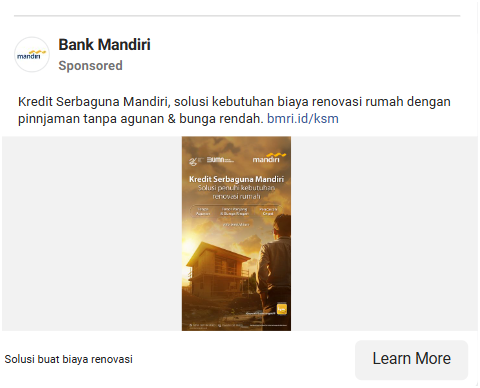 Bank Mandiri
mandiri
Sponsored
Kredit Serbaguna Mandiri, solusi kebutuhan biaya renovasi rumah dengan
pinnjaman tanpa agunan & bunga rendah. bmri.id/ksm
mandiri
Kredit Serbaguna Mandiri
Solusi penuhi kebutuhan
renovasi rumah
Solusi buat biaya renovasi
Learn More